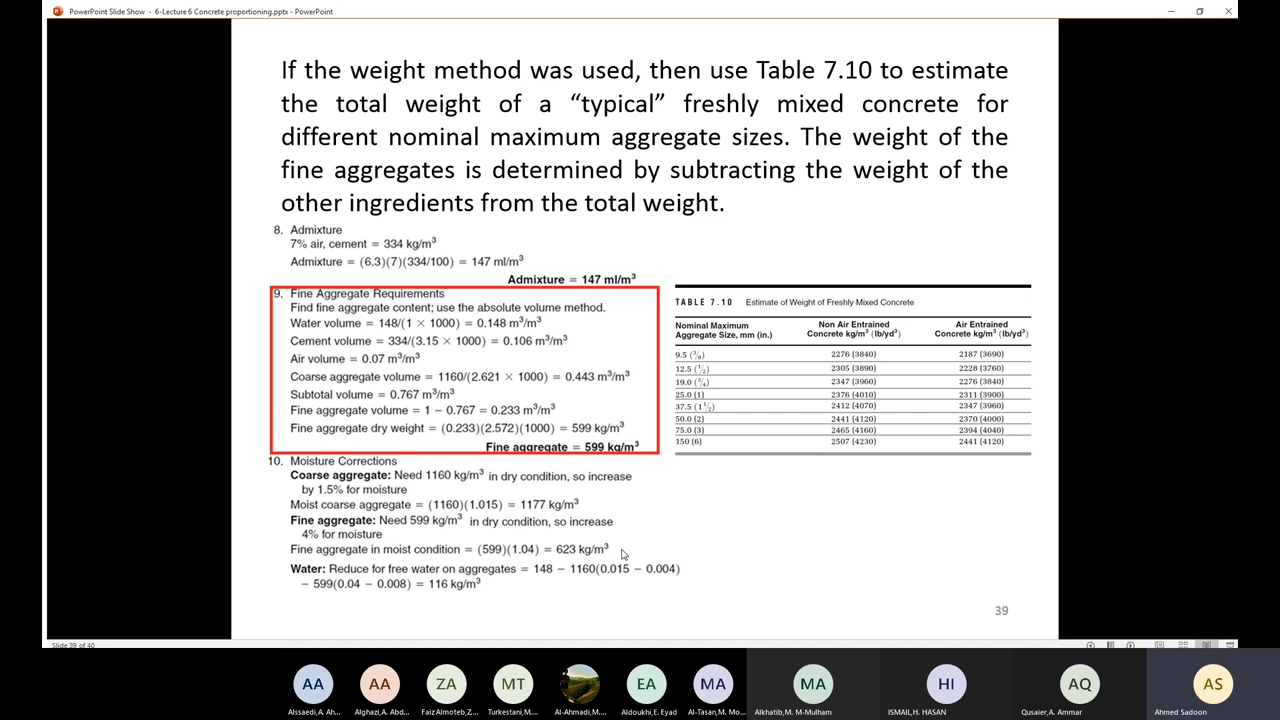 PowerPoint Slide Show - 6-Lecture 6 Concrete proportioning.pptx - PowerPoint
If the weight method was used, then use Table 7.10 to estimate
the total weight of a “typical” freshly mixed concrete for
different nominal maximum aggregate sizes. The weight of the
fine aggregates is determined by subtracting the weight of the
other ingredients from the total weight.
8. Admixture
7% air, cement = 334 kg/m³
Admixture = (6.3)(7)(334/100) = 147 ml/m³
Admixture = 147 ml/m³
9. Fine Aggregate Requirements
Find fine aggregate content; use the absolute volume method.
Water volume = 148/(1 × 1000) = 0.148 m³/m³
Cement volume = 334/(3.15 × 1000) = 0.106 m³/m³
Air volume = 0.07 m³/m³
Coarse aggregate volume = 1160/(2.621 × 1000) = 0.443 m³/m³
Subtotal volume = 0.767 m³/m³
Fine aggregate volume = 1 − 0.767 = 0.233 m³/m³
Fine aggregate dry weight = (0.233)(2.572)(1000) = 599 kg/m³
Fine aggregate = 599 kg/m³
10. Moisture Corrections
Coarse aggregate: Need 1160 kg/m³ in dry condition, so increase
by 1.5% for moisture
Moist coarse aggregate = (1160)(1.015) = 1177 kg/m³
Fine aggregate: Need 599 kg/m³ in dry condition, so increase
4% for moisture
Fine aggregate in moist condition = (599)(1.04) = 623 kg/m³
Water: Reduce for free water on aggregates = 148 − 1160(0.015 − 0.004)
− 599(0.04 − 0.008) = 116 kg/m³
TABLE 7.10 Estimate of Weight of Freshly Mixed Concrete
Nominal Maximum Aggregate Size, mm (in.) Non Air Entrained Concrete kg/m³ (lb/yd³) Air Entrained Concrete kg/m³ (lb/yd³)
9.5 (3/8) 2276 (3840) 2187 (3690)
12.5 (1/2) 2305 (3890) 2228 (3760)
19.0 (3/4) 2347 (3960) 2276 (3840)
25.0 (1) 2376 (4010) 2311 (3900)
37.5 (1 1/2) 2412 (4070) 2347 (3960)
50.0 (2) 2441 (4120) 2370 (4000)
75.0 (3) 2465 (4160) 2394 (4040)
150 (6) 2507 (4230) 2441 (4120)
39
Slide 39 of 40
AA AA ZA MT EA MA MA HI AQ AS
Alssaedi,A. Ah... Alghazi,A. Abd... Faiz Almoteb,Z... Turkestani,M.... Al-Ahmadi,M.... Aldoukhi,E. Eyad Al-Tasan,M. Mo... Alkhatib,M. M-Mulham ISMAIL,H. HASAN Qusaier,A. Ammar Ahmed Sadoon